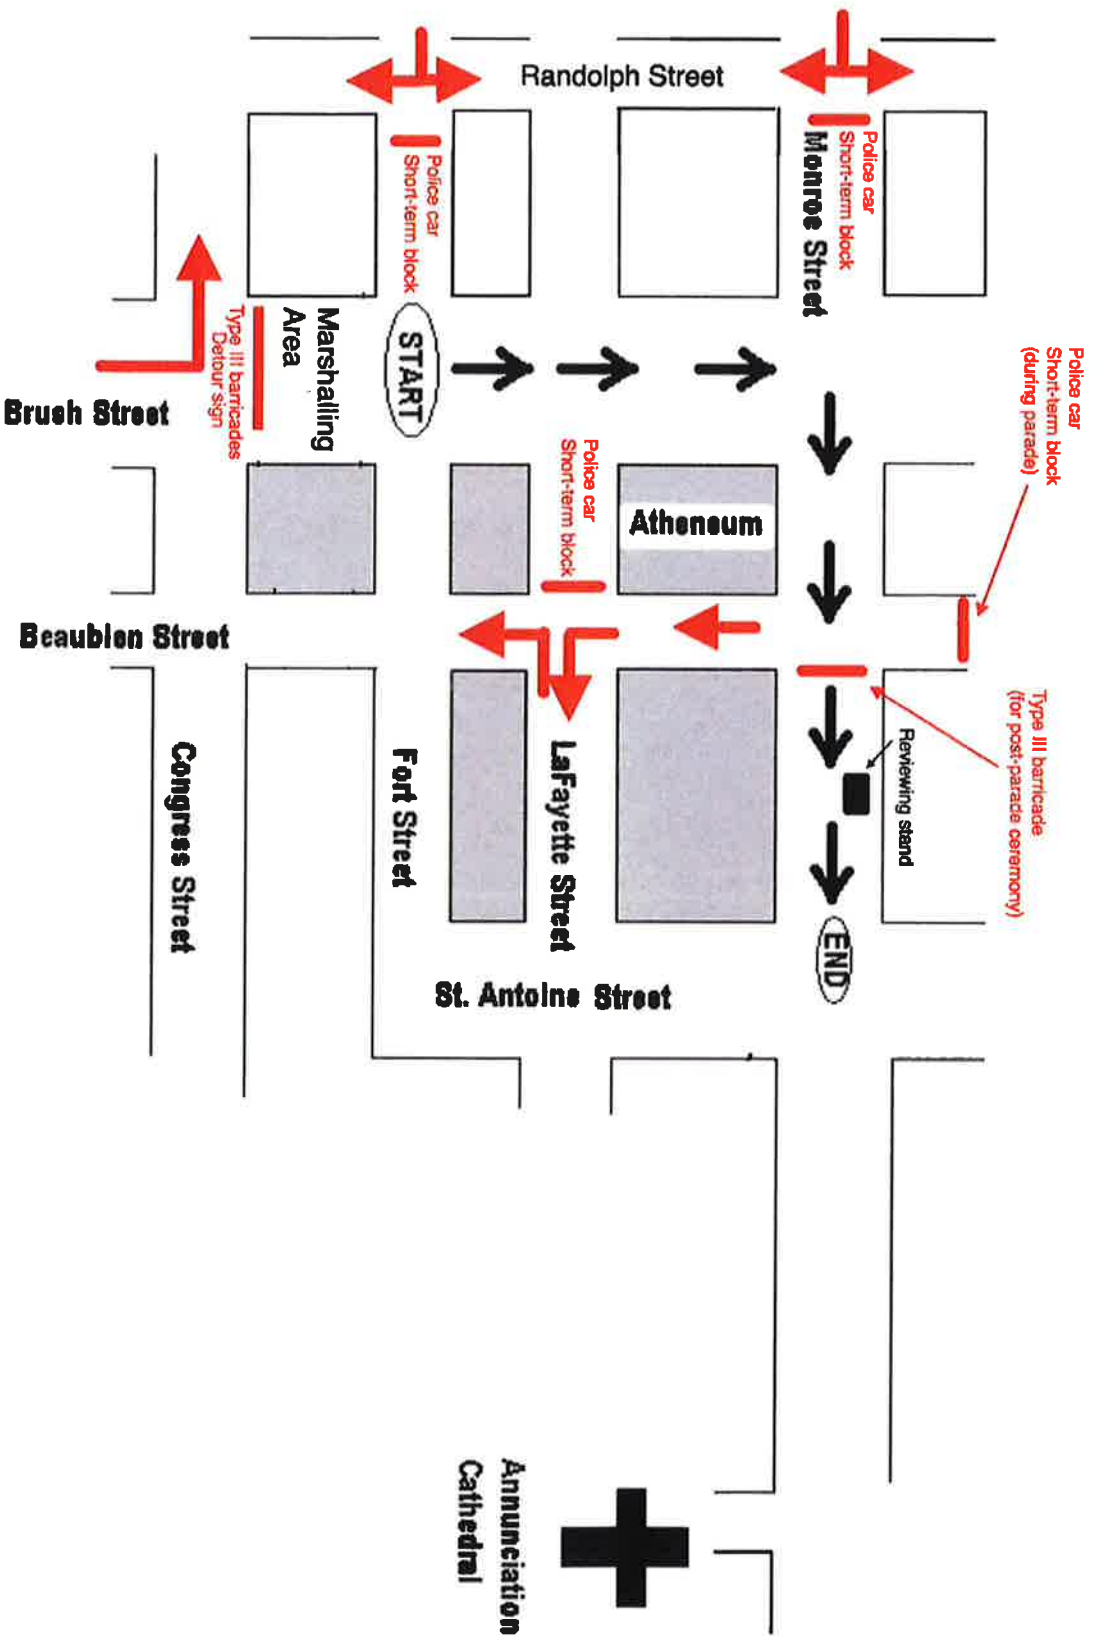 Randolph Street
Police car
Short-term block
Monroe Street
Police car
Short-term block
START
Marshalling
Area
Type III barricades
Detour sign
Brush Street
Police car
Short-term block
(during parade)
Police car
Short-term block
Atheneum
Beaubien Street
Type III barricade
(for post-parade ceremony)
Reviewing stand
END
LaFayette Street
Fort Street
Congress Street
St. Antoine Street
Annunciation
Cathedral